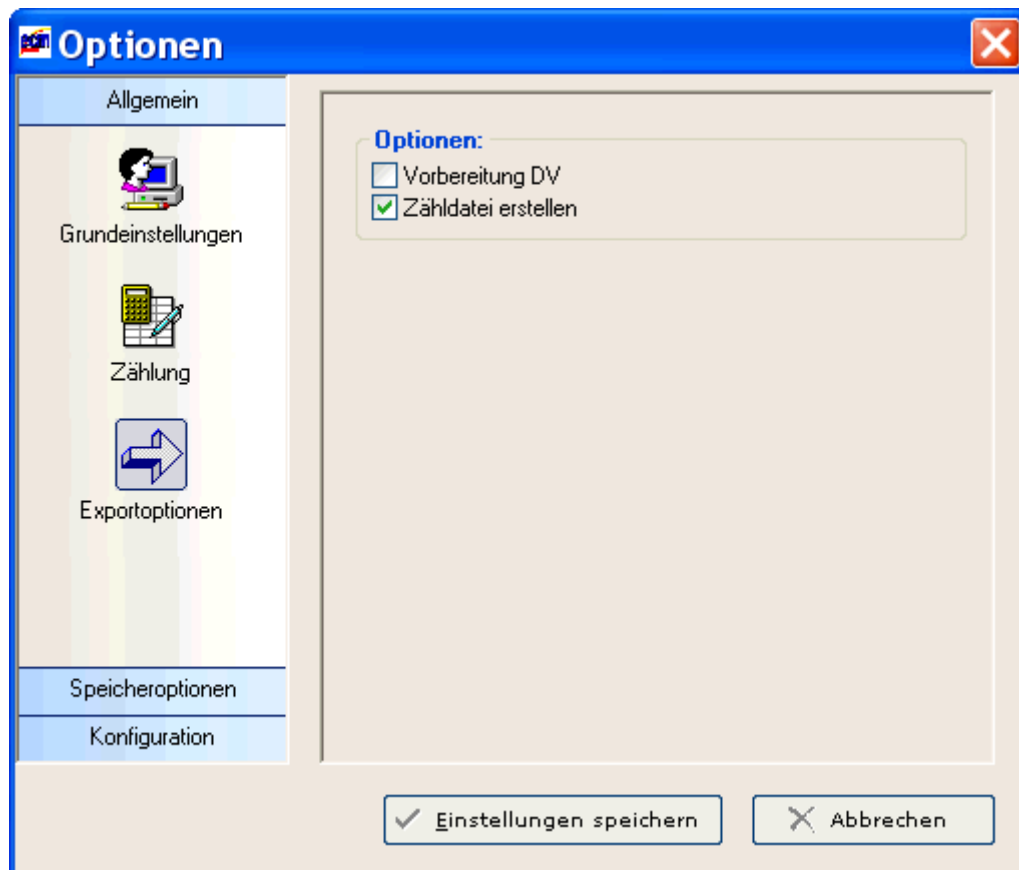 Optionen
Allgemein
Grundeinstellungen
Zählung
Exportoptionen
Speicheroptionen
Konfiguration
Optionen:
Vorbereitung DV
Zähldatei erstellen
Einstellungen speichern
Abbrechen